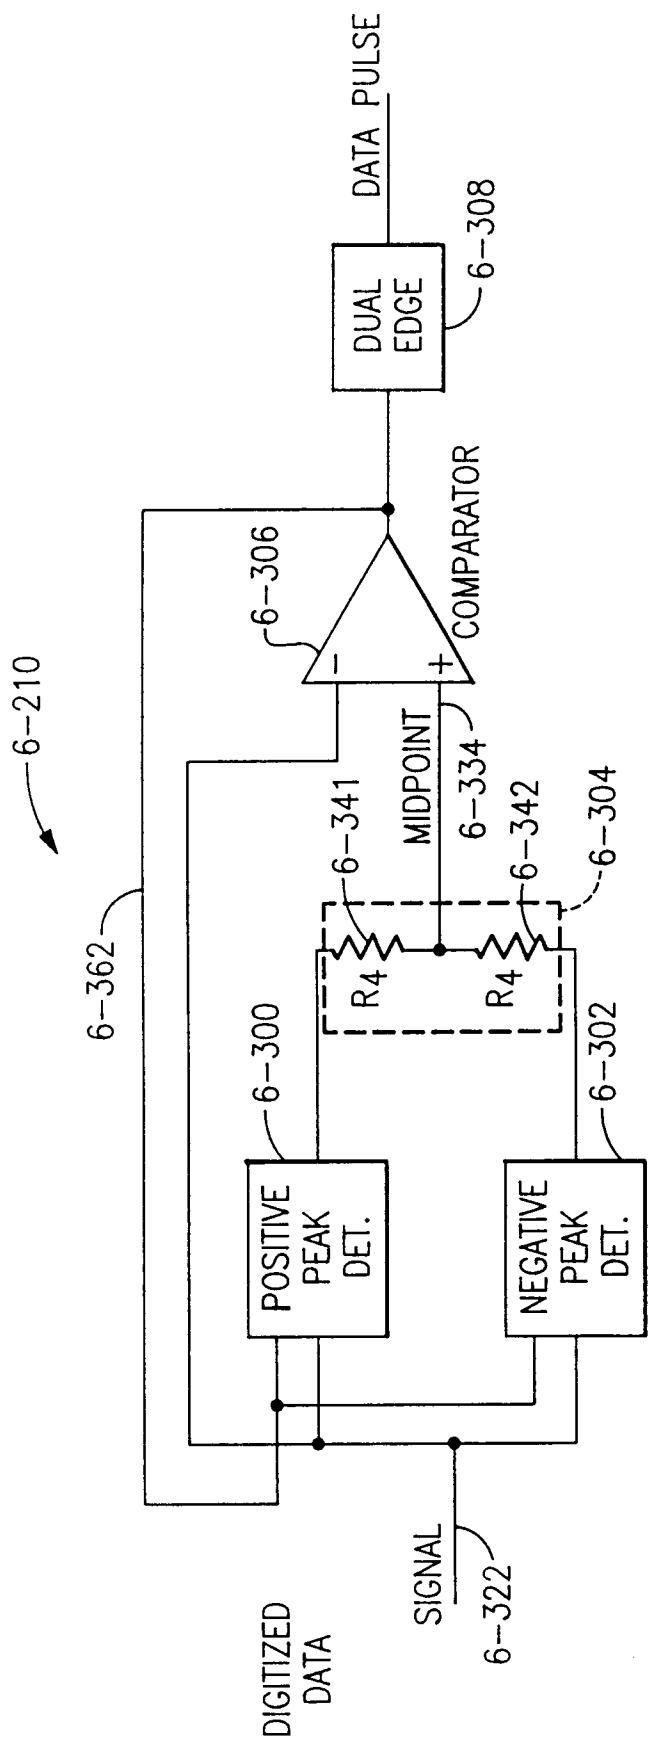 6-210
6-362
DIGITIZED
DATA
SIGNAL
6-322
POSITIVE
PEAK
DET.
6-300
NEGATIVE
PEAK
DET.
6-302
R4
6-341
R4
6-342
6-304
MIDPOINT
6-334
-
+
6-306
COMPARATOR
DUAL
EDGE
6-308
DATA PULSE